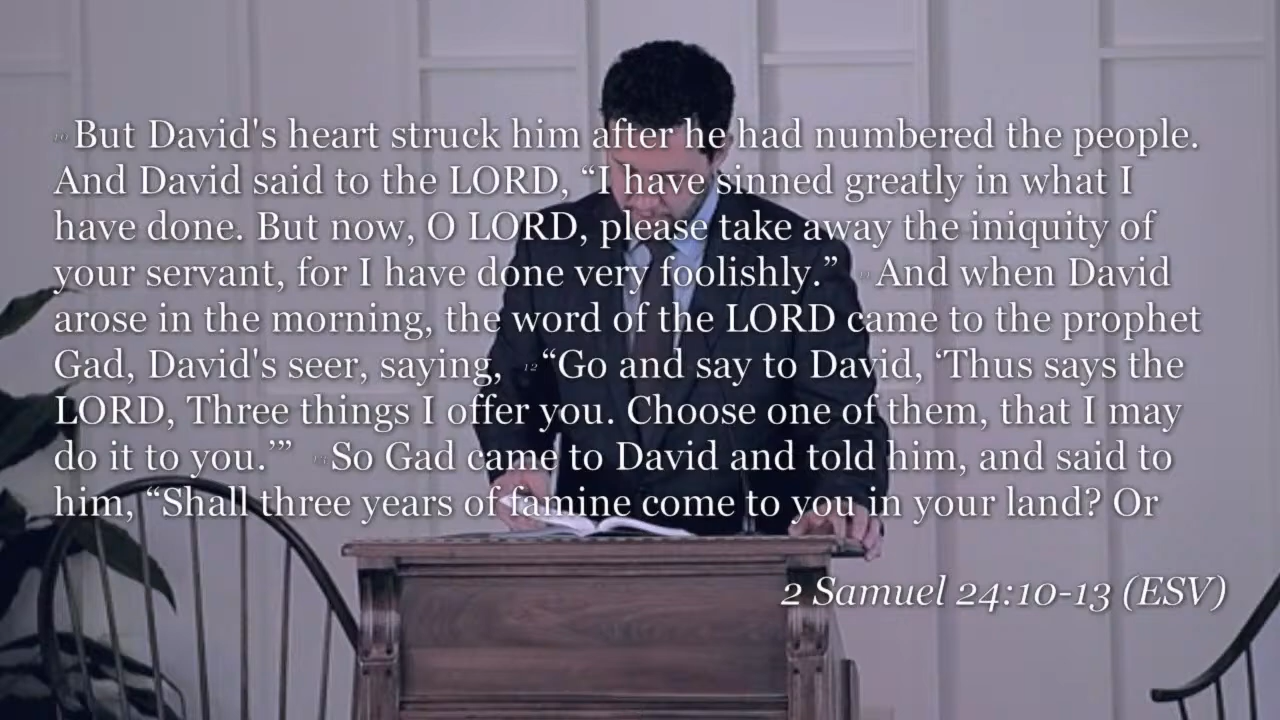 10 But David's heart struck him after he had numbered the people.
And David said to the LORD, “I have sinned greatly in what I
have done. But now, O LORD, please take away the iniquity of
your servant, for I have done very foolishly.” And when David
arose in the morning, the word of the LORD came to the prophet
Gad, David's seer, saying, 12 “Go and say to David, ‘Thus says the
LORD, Three things I offer you. Choose one of them, that I may
do it to you.’” So Gad came to David and told him, and said to
him, “Shall three years of famine come to you in your land? Or
2 Samuel 24:10-13 (ESV)